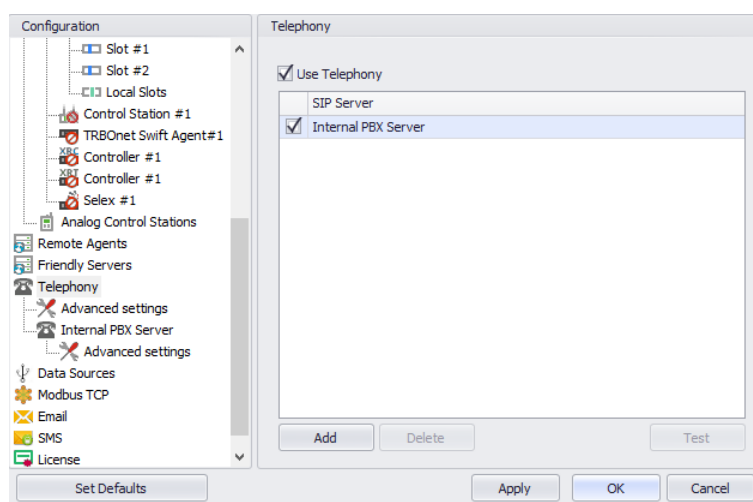 Configuration
Slot #1
Slot #2
Local Slots
Control Station #1
TRBOnet Swift Agent#1
XRC
Controller #1
XRT
Controller #1
Selex #1
Analog Control Stations
Remote Agents
Friendly Servers
Telephony
Advanced settings
Internal PBX Server
Advanced settings
Data Sources
Modbus TCP
Email
SMS
License
Telephony
Use Telephony
SIP Server
Internal PBX Server
Add Delete Test
Set Defaults Apply OK Cancel